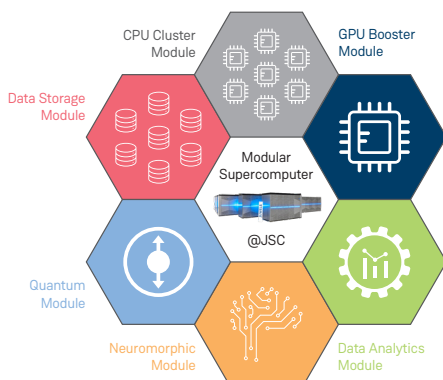 CPU Cluster
Module
GPU Booster
Module
Data Storage
Module
Modular
Supercomputer
@JSC
Quantum
Module
Neuromorphic
Module
Data Analytics
Module